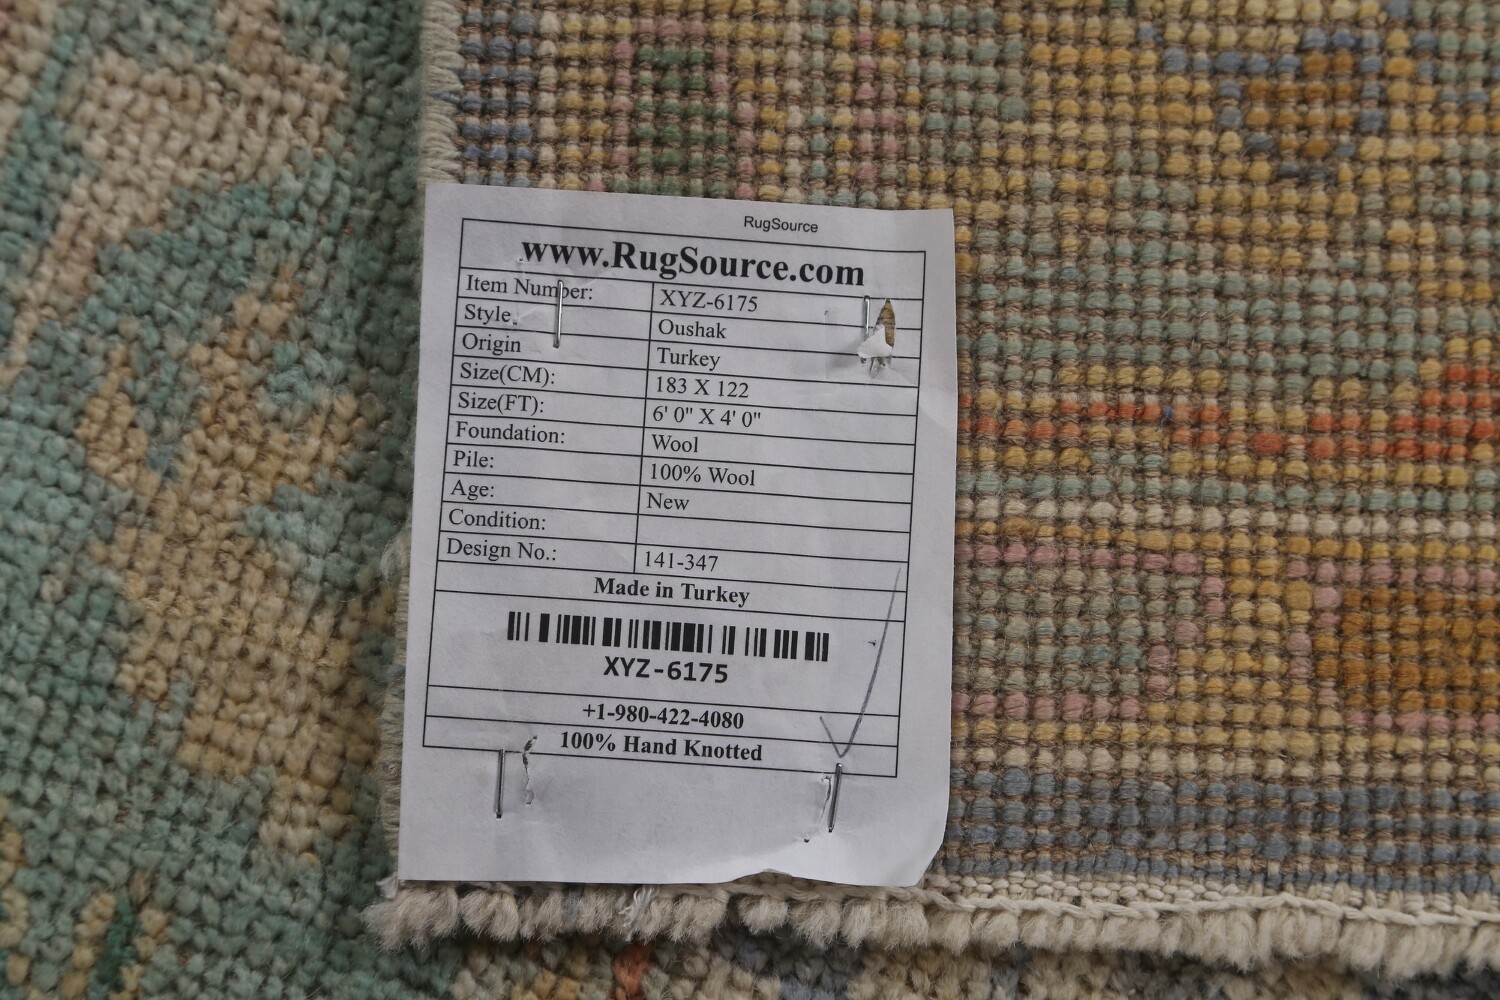 RugSource
www.RugSource.com
Item Number: XYZ-6175
Style Oushak
Origin Turkey
Size(CM): 183 X 122
Size(FT): 6' 0" X 4' 0"
Foundation: Wool
Pile: 100% Wool
Age: New
Condition:
Design No.: 141-347
Made in Turkey
XYZ-6175
+1-980-422-4080
100% Hand Knotted